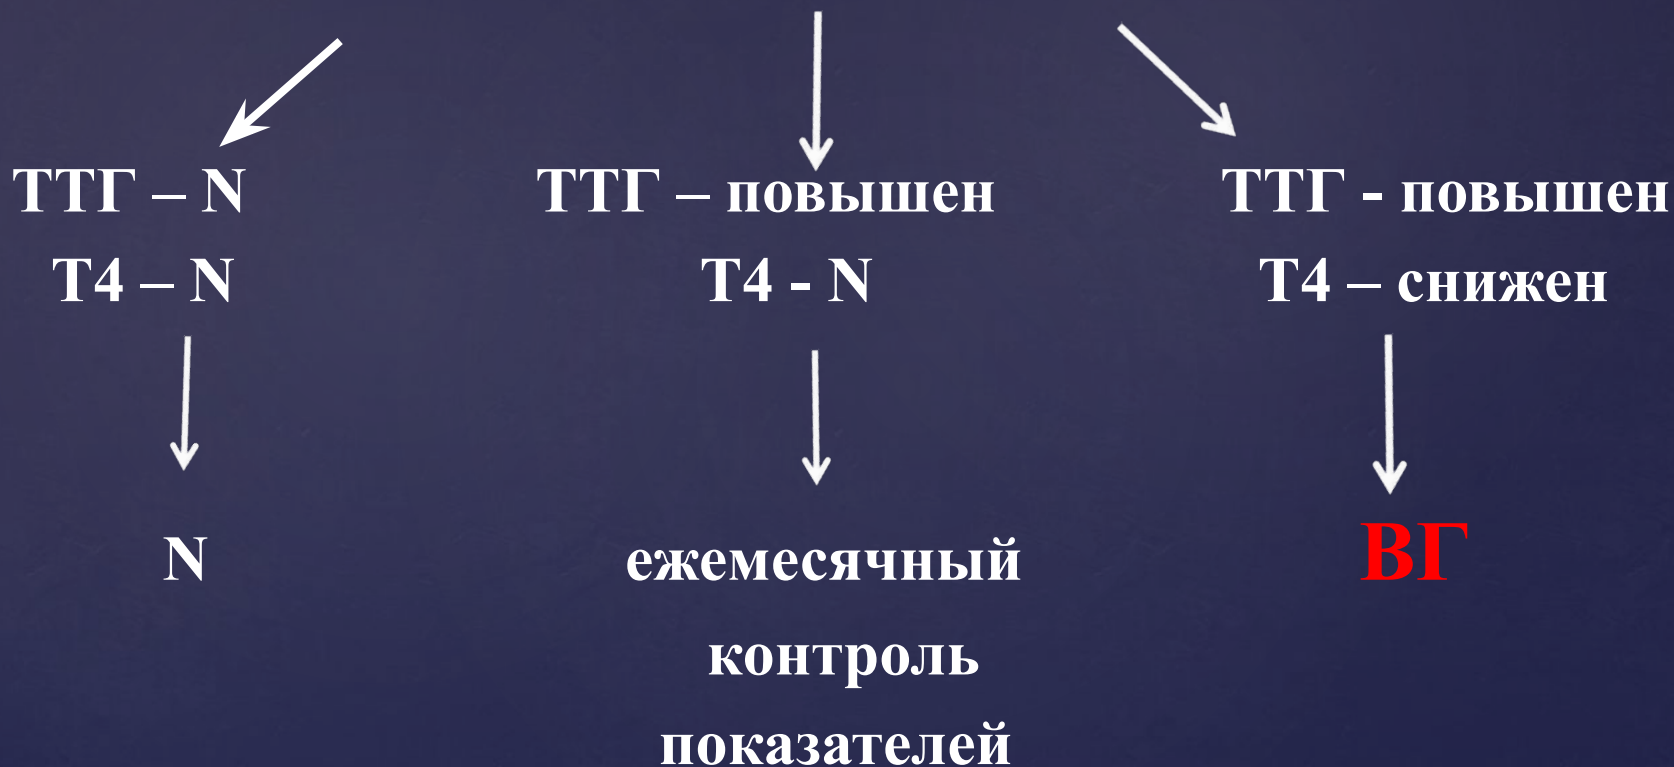 ТТГ – N
Т4 – N
N
ТТГ – повышен
Т4 - N
ежемесячный
контроль
показателей
ТТГ - повышен
Т4 – снижен
ВГ